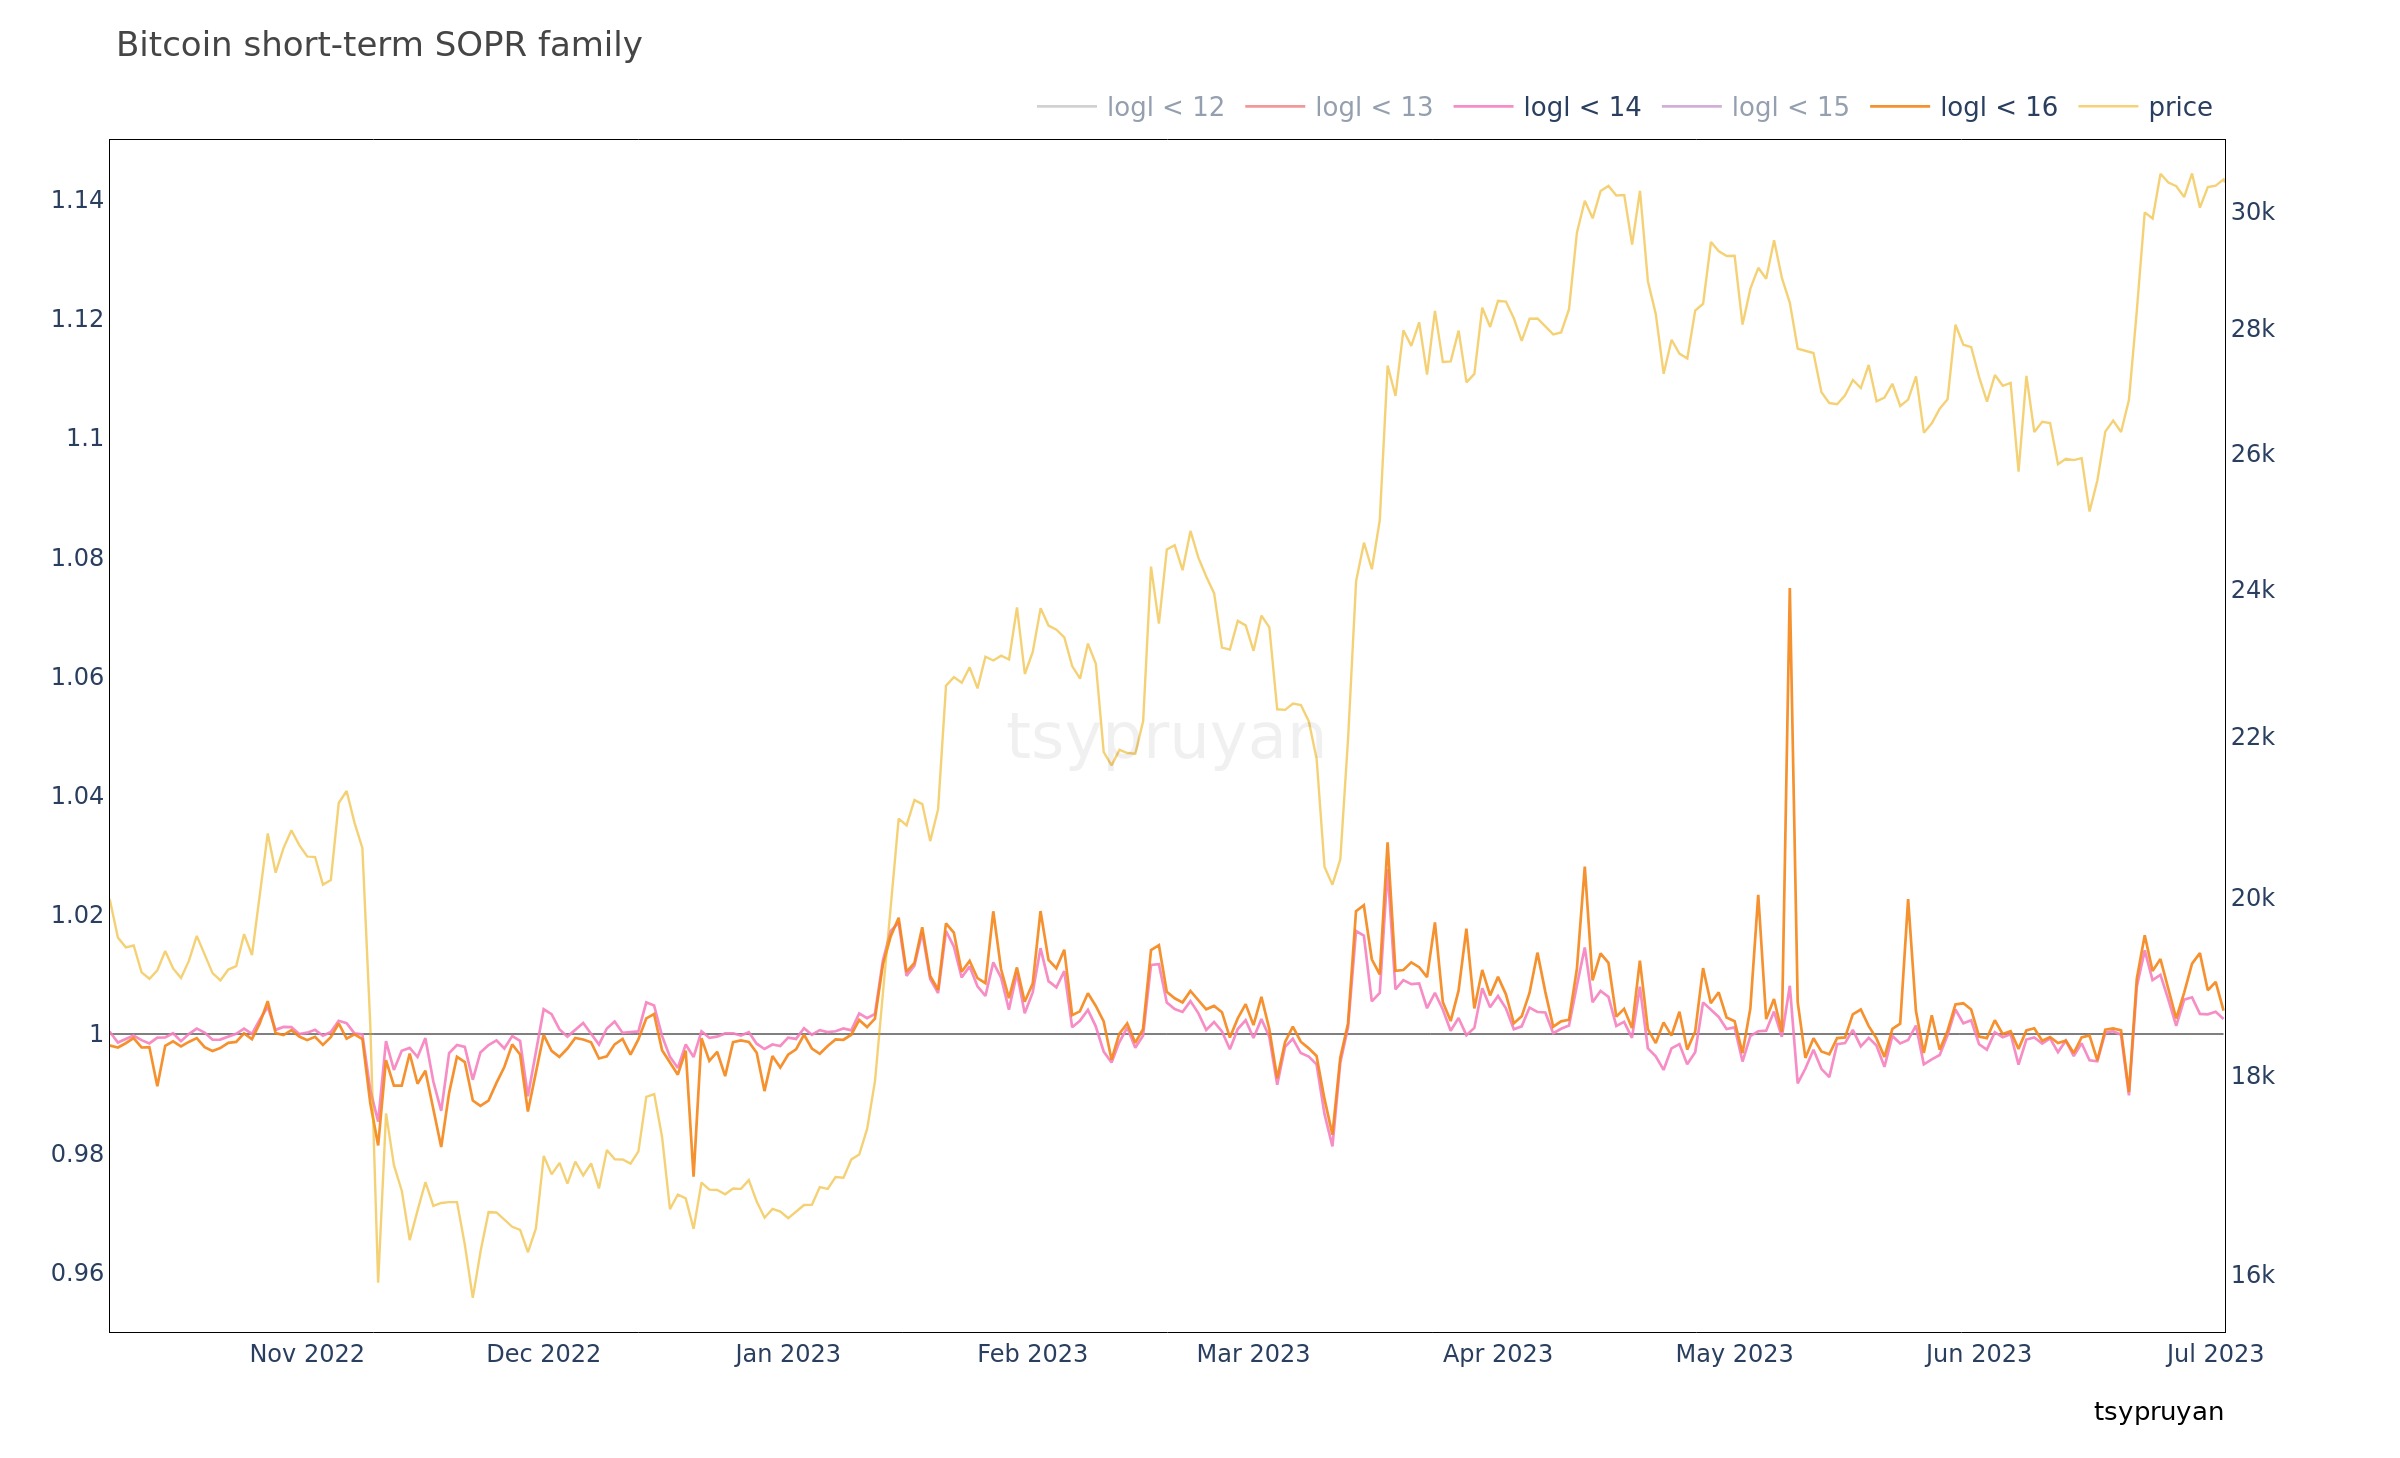 Bitcoin short-term SOPR family
logl < 12 logl < 13 logl < 14 logl < 15 logl < 16 price
1.14
1.12
1.1
1.08
1.06
1.04
1.02
1
0.98
0.96
30k
28k
26k
24k
22k
20k
18k
16k
tsypruyan
Nov 2022 Dec 2022 Jan 2023 Feb 2023 Mar 2023 Apr 2023 May 2023 Jun 2023 Jul 2023
tsypruyan